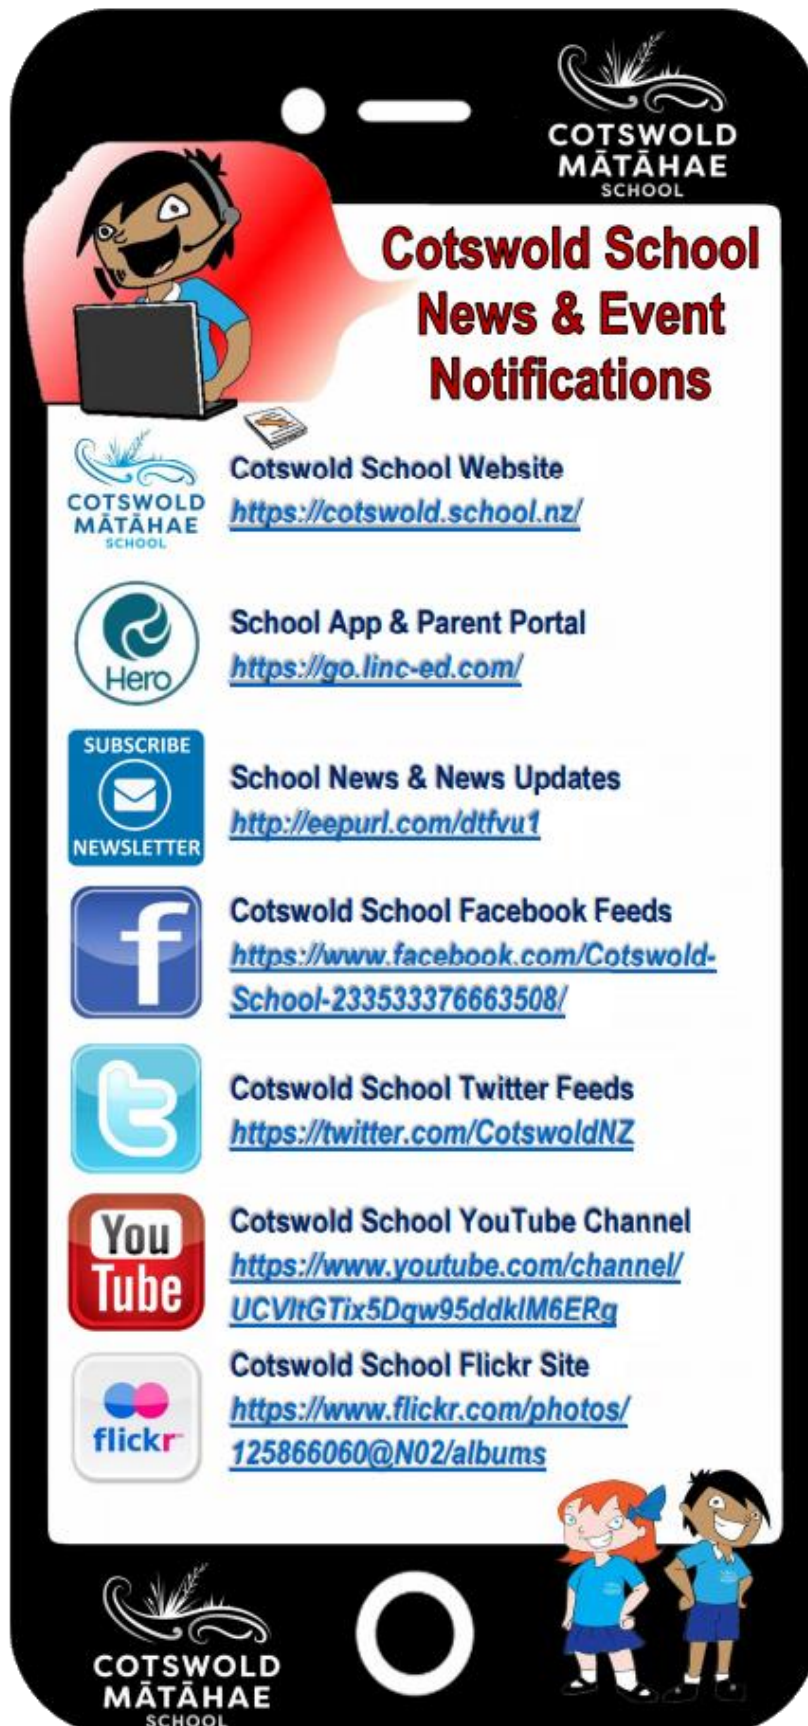 COTSWOLD
MĀTĀHAE
SCHOOL
Cotswold School
News & Event
Notifications
COTSWOLD
MĀTĀHAE
SCHOOL
Cotswold School Website
https://cotswold.school.nz/
Hero
School App & Parent Portal
https://go.linc-ed.com/
SUBSCRIBE
NEWSLETTER
School News & News Updates
http://eepurl.com/dtfvu1
f
Cotswold School Facebook Feeds
https://www.facebook.com/Cotswold-
School-233533376663508/
t
Cotswold School Twitter Feeds
https://twitter.com/CotswoldNZ
You
Tube
Cotswold School YouTube Channel
https://www.youtube.com/channel/
UCVItGTix5Dqw95ddklM6ERg
flickr
Cotswold School Flickr Site
https://www.flickr.com/photos/
125866060@N02/albums
COTSWOLD
MĀTĀHAE
SCHOOL